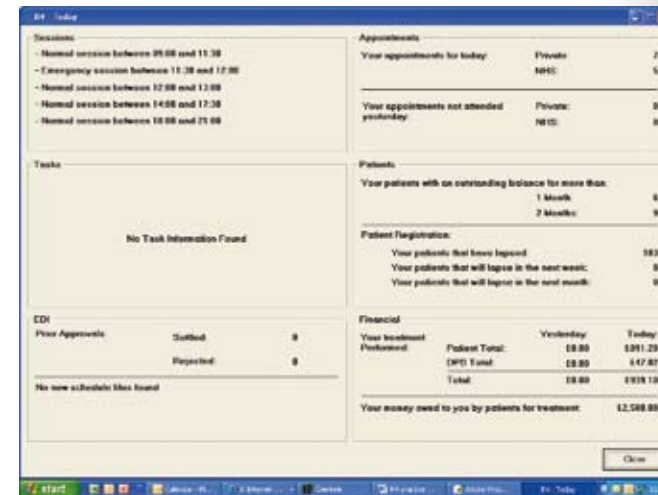 R4 - Today
Sessions
- Normal session between 09:00 and 11:30
- Emergency session between 11:30 and 12:00
- Normal session between 12:00 and 13:00
- Normal session between 14:00 and 17:30
- Normal session between 18:00 and 21:00
Appointments
Your appointments for today: Private
NHS: 5
Your appointments not attended yesterday: Private: 0
NHS: 0
Tasks
No Task Information Found
Patients
Your patients with an outstanding balance for more than:
1 Month
2 Months:
Patient Registration:
Your patients that have lapsed
Your patients that will lapse in the next week: 0
Your patients that will lapse in the next month: 0
EDI
Prior Approvals: Settled: 0
Rejected: 0
No new schedule files found
Financial
Yesterday: Today:
Your treatment Performed: Patient Total: £0.00
DPB Total: £0.00
Total: £0.00
Your money owed to you by patients for treatment:
Close
start
R4 - Today